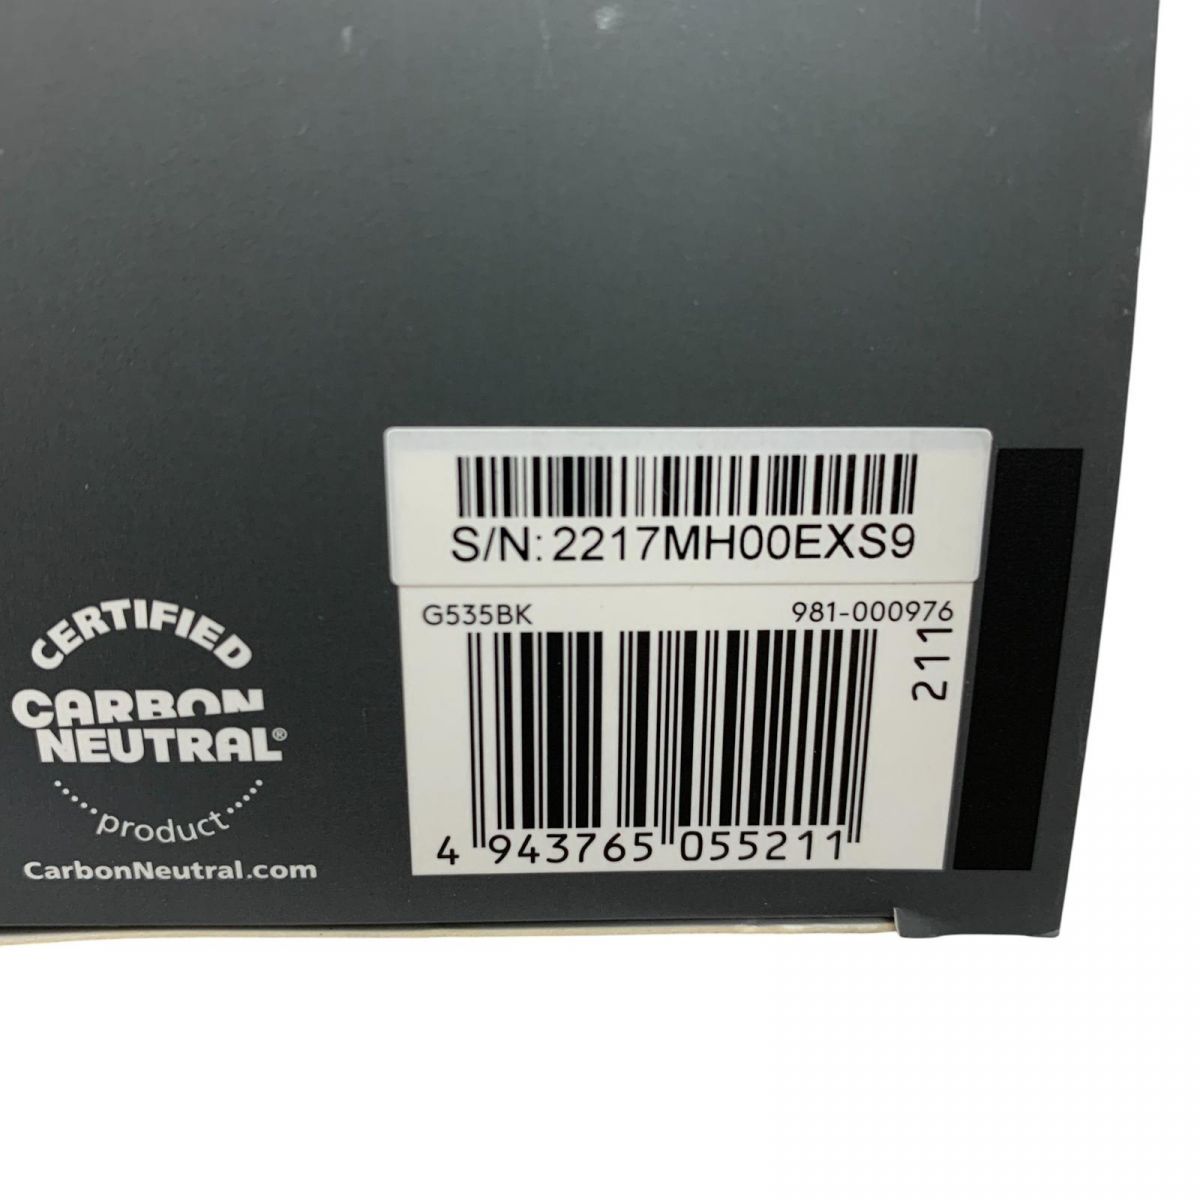 S/N: 2217MH00EXS9
G535BK 981-000976
211
4 943765 055211
CERTIFIED
CARBON
NEUTRAL®
product
CarbonNeutral.com